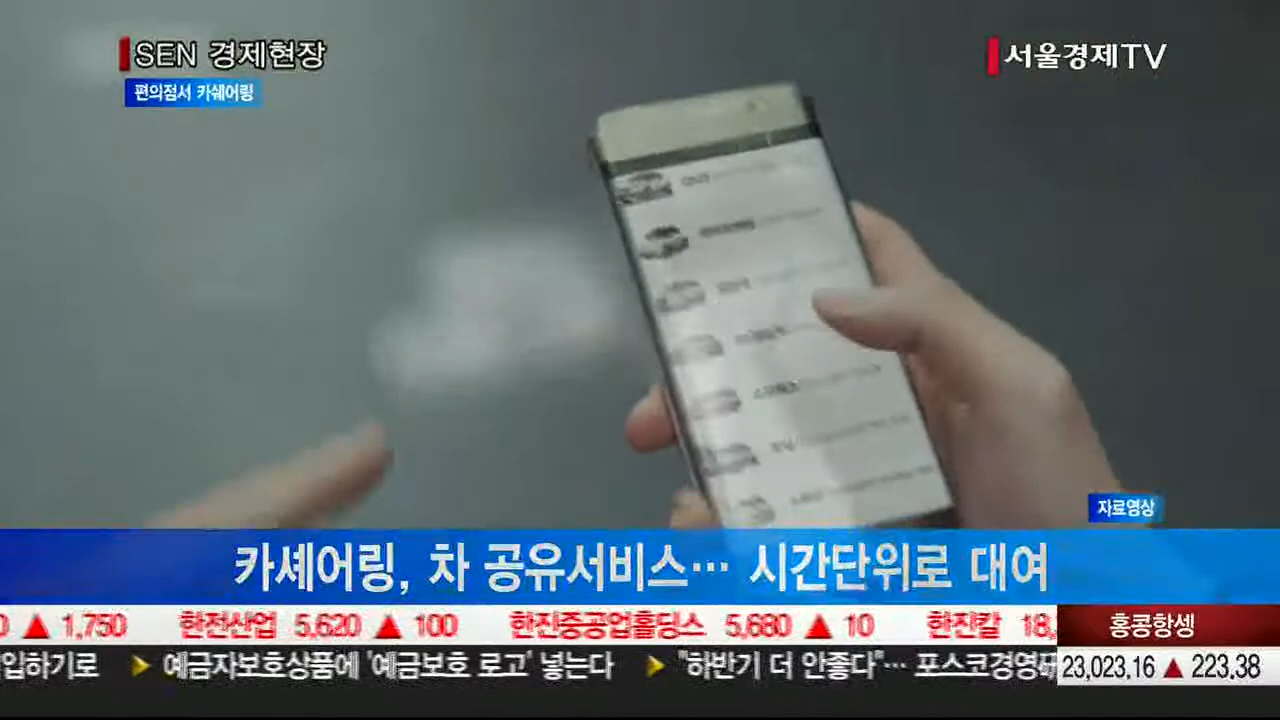 SEN 경제현장
서울경제TV
편의점서 카쉐어링
자료영상
카셰어링, 차 공유서비스… 시간단위로 대여
0 ▲ 1,750 한전산업 5,620 ▲ 100 한진중공업홀딩스 5,680 ▲ 10 한진칼 18,
홍콩항셍
입하기로 ▶ 예금자보호상품에 '예금보호 로고' 넣는다 ▶ "하반기 더 안좋다"… 포스코경영
23,023.16 ▲ 223.38